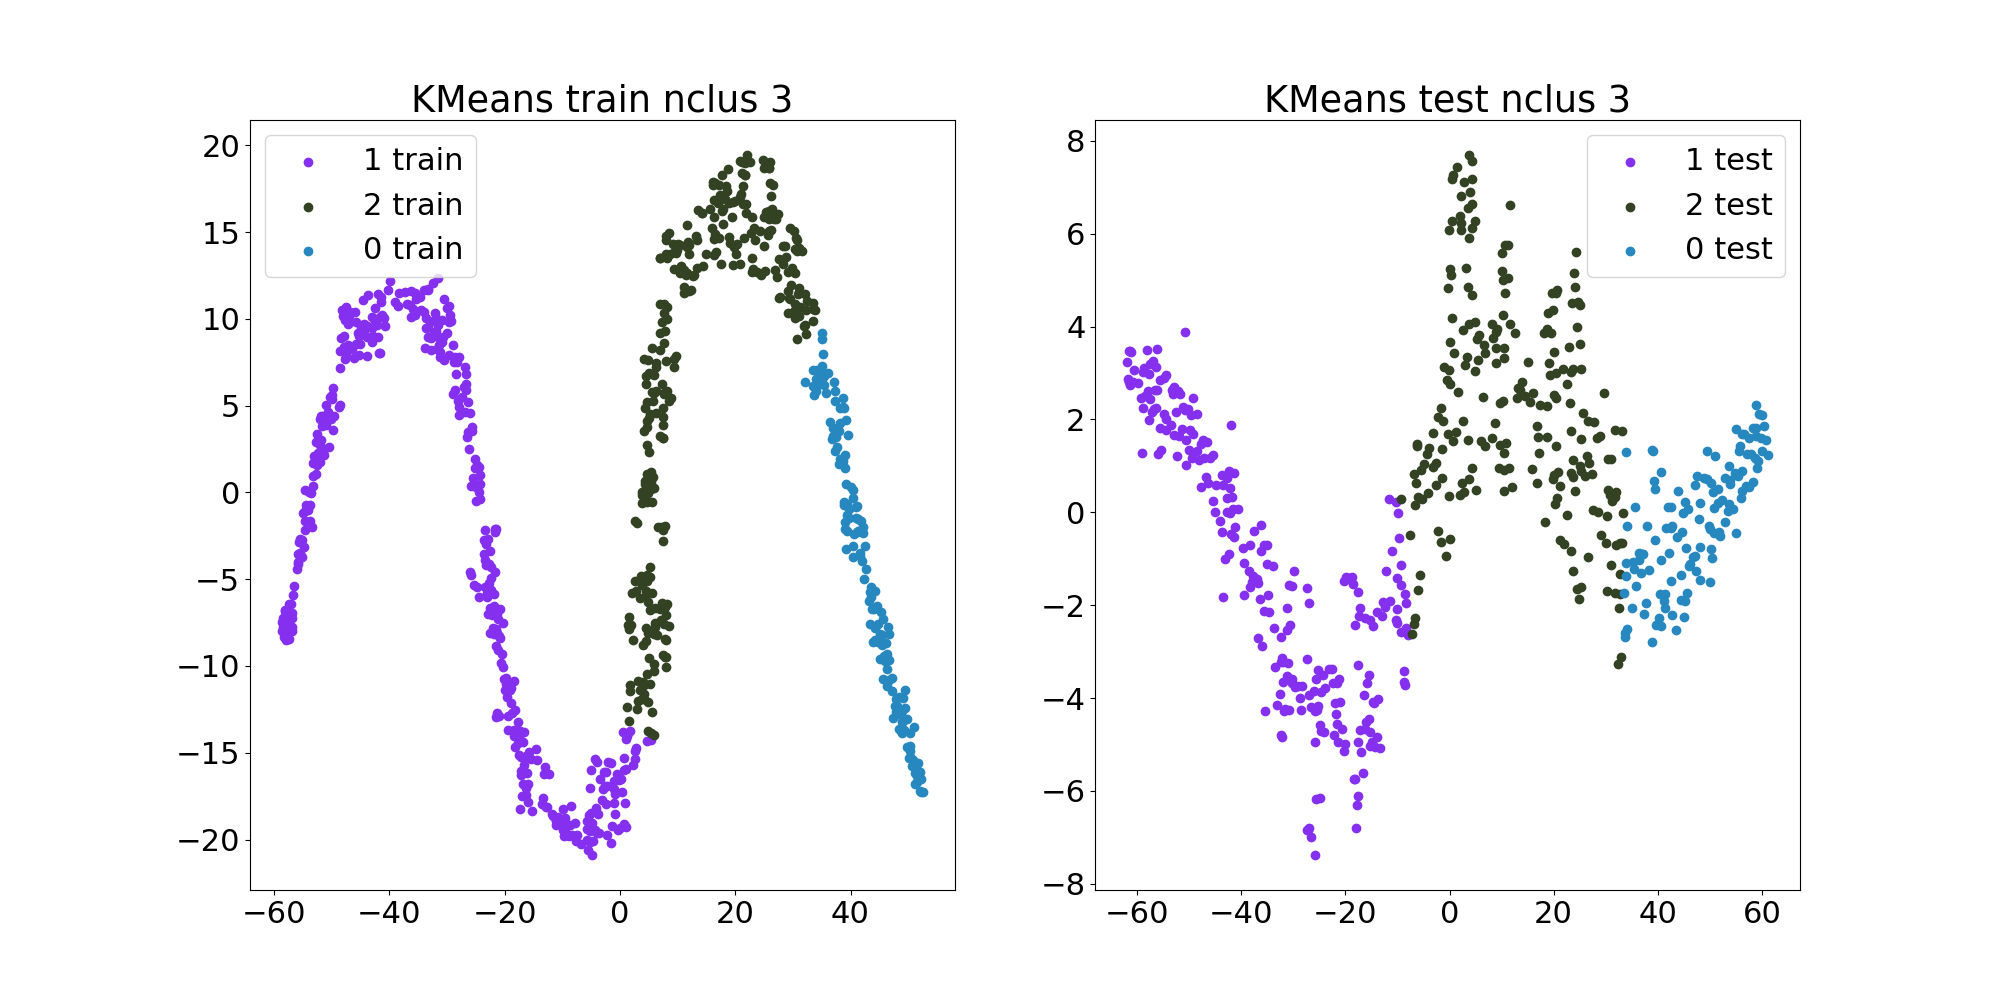 KMeans train nclus 3
20
15
10
5
0
−5
−10
−15
−20
−60 −40 −20 0 20 40
1 train
2 train
0 train
KMeans test nclus 3
8
6
4
2
0
−2
−4
−6
−8
−60 −40 −20 0 20 40 60
1 test
2 test
0 test